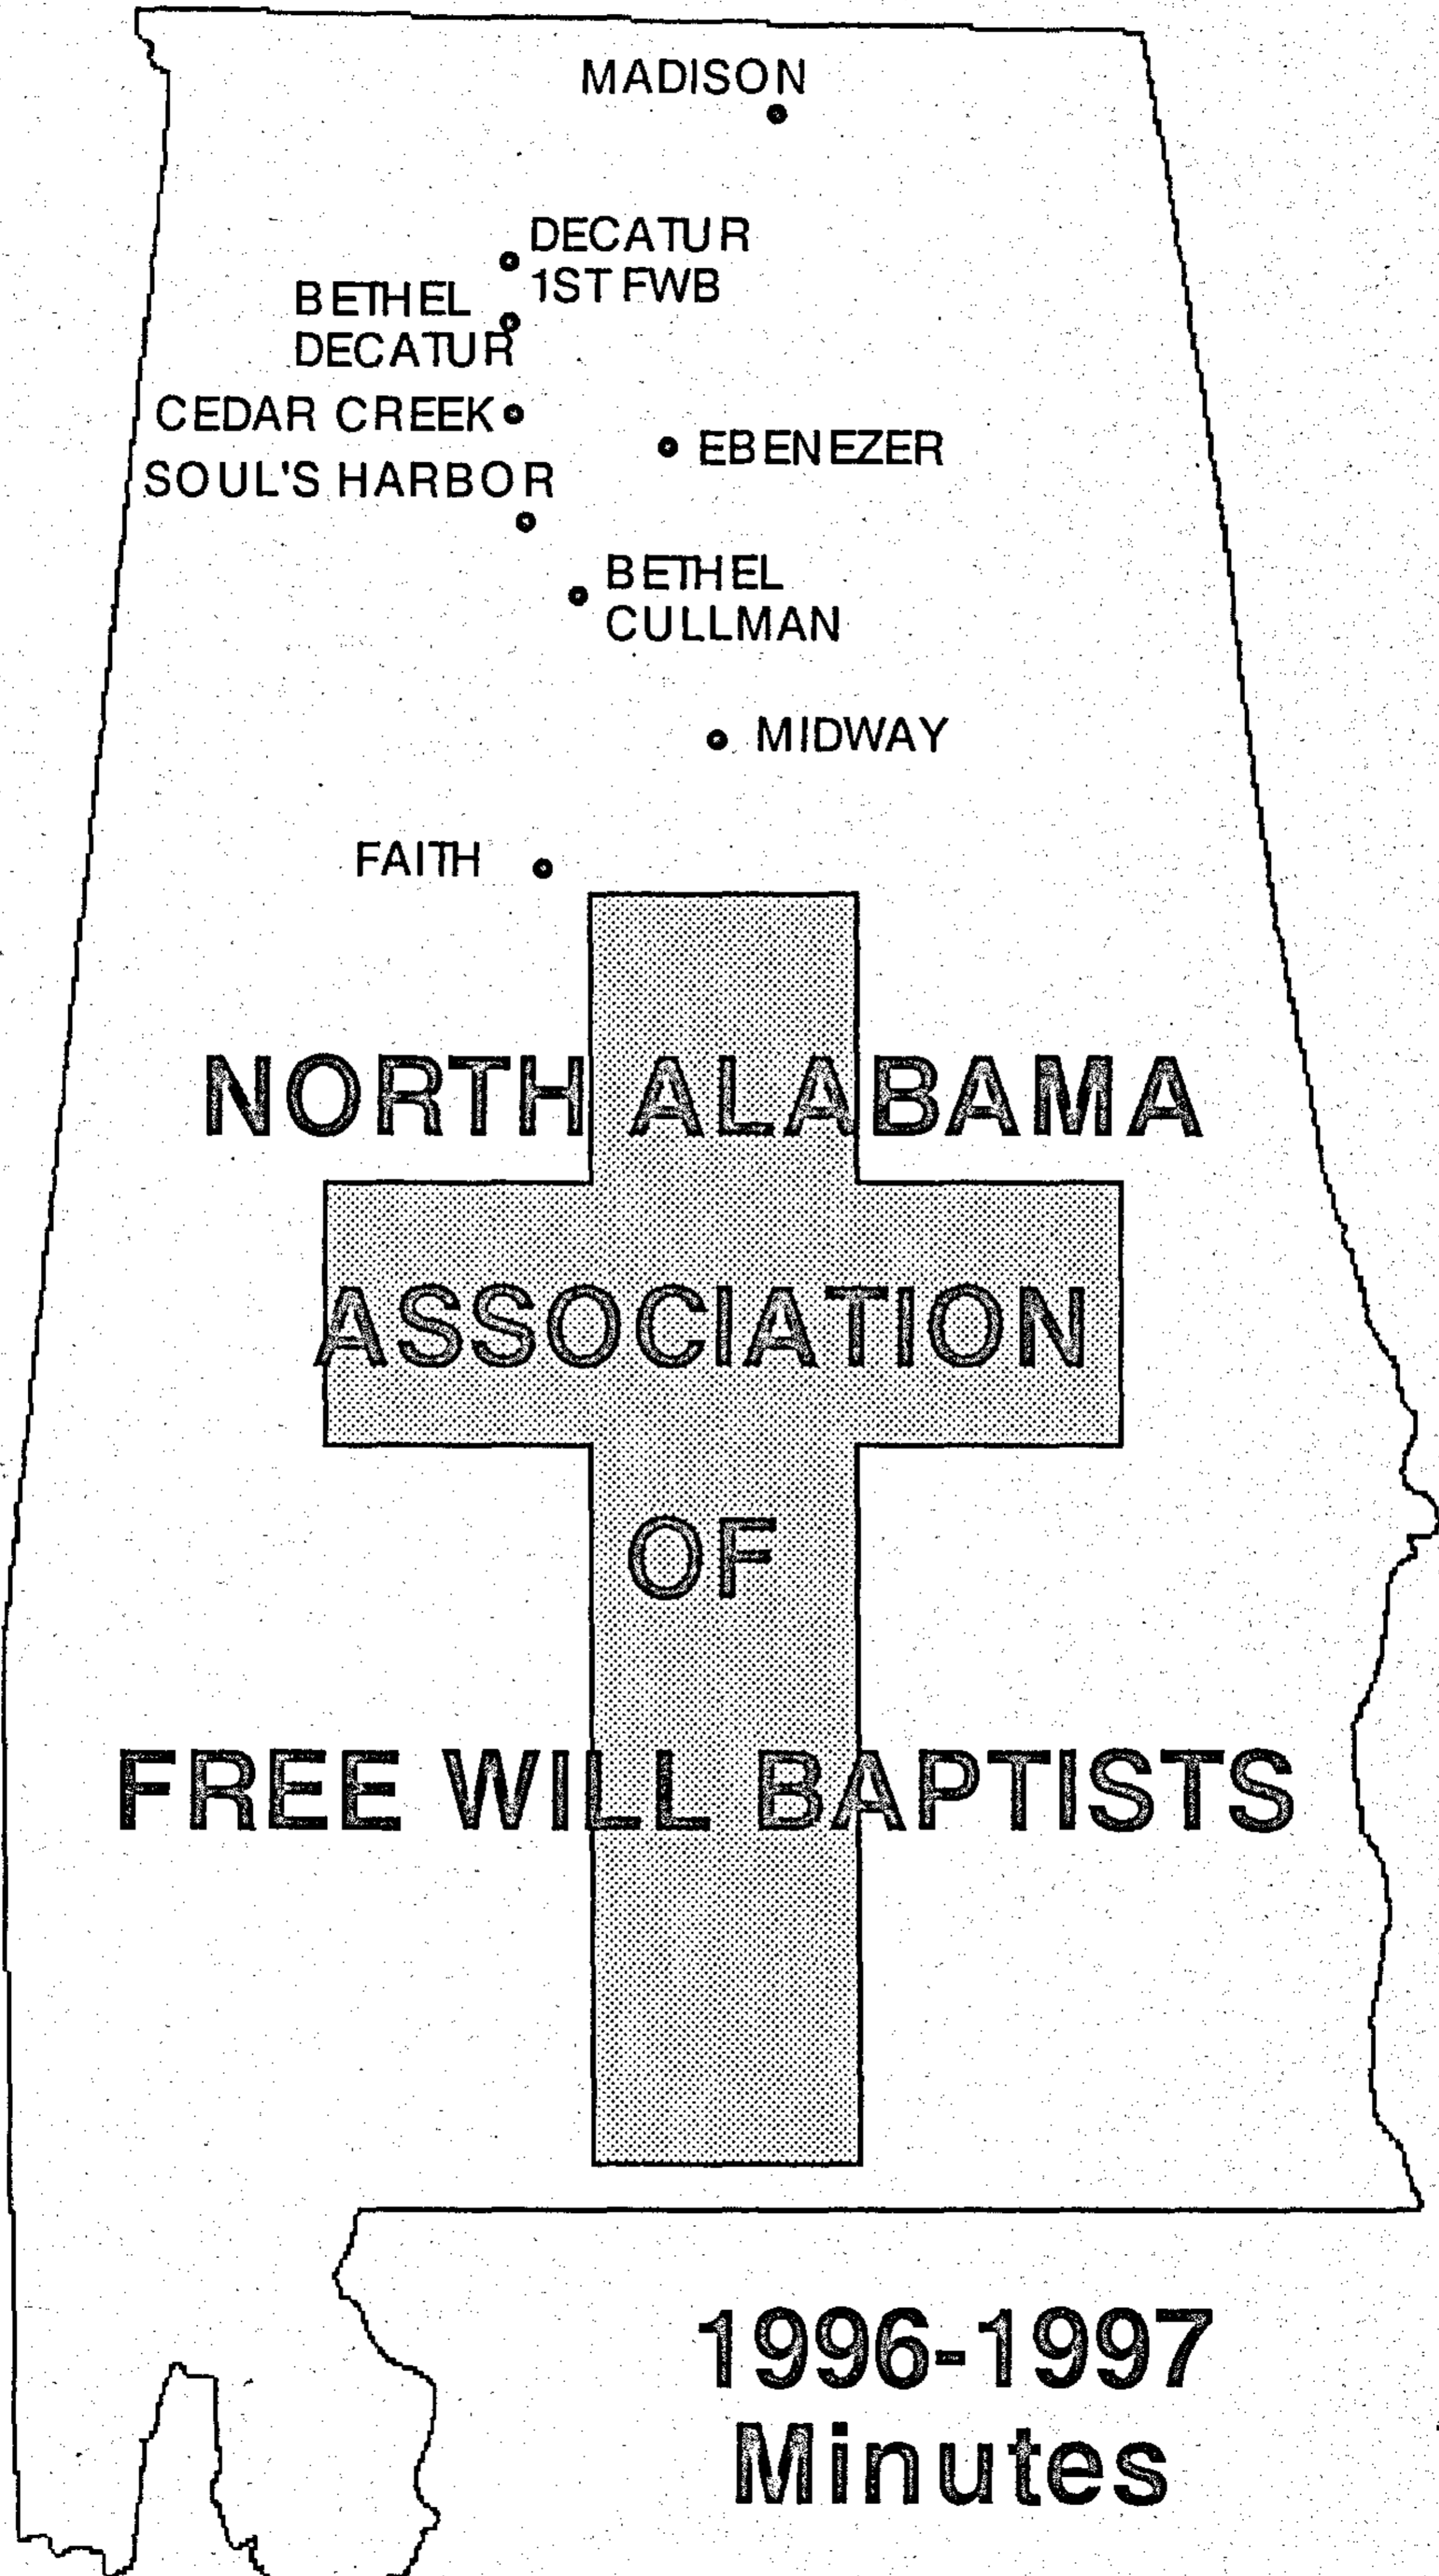 MADISON
DECATUR
1ST FWB
BETHEL
DECATUR
CEDAR CREEK
EBENEZER
SOUL'S HARBOR
BETHEL
CULLMAN
MIDWAY
FAITH
NORTH ALABAMA
ASSOCIATION
OF
FREE WILL BAPTISTS
1996-1997
Minutes